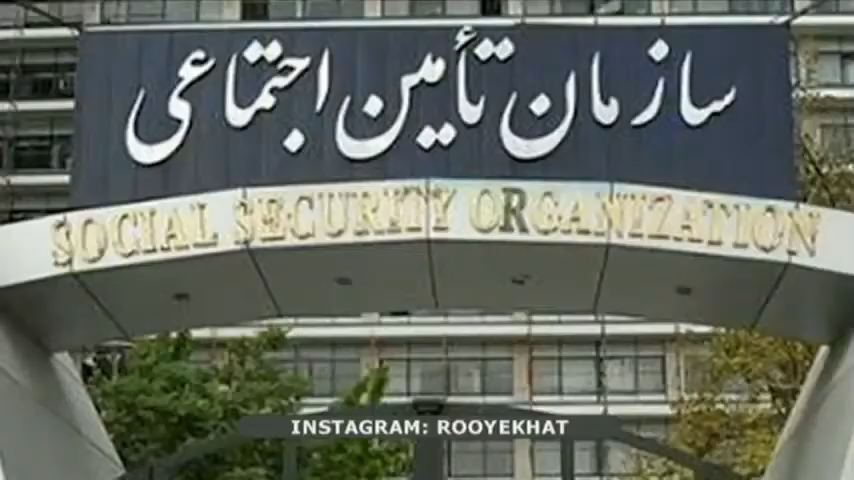 سازمان تأمین اجتماعی
SOCIAL SECURITY ORGANIZATION
INSTAGRAM: ROOYEKHAT